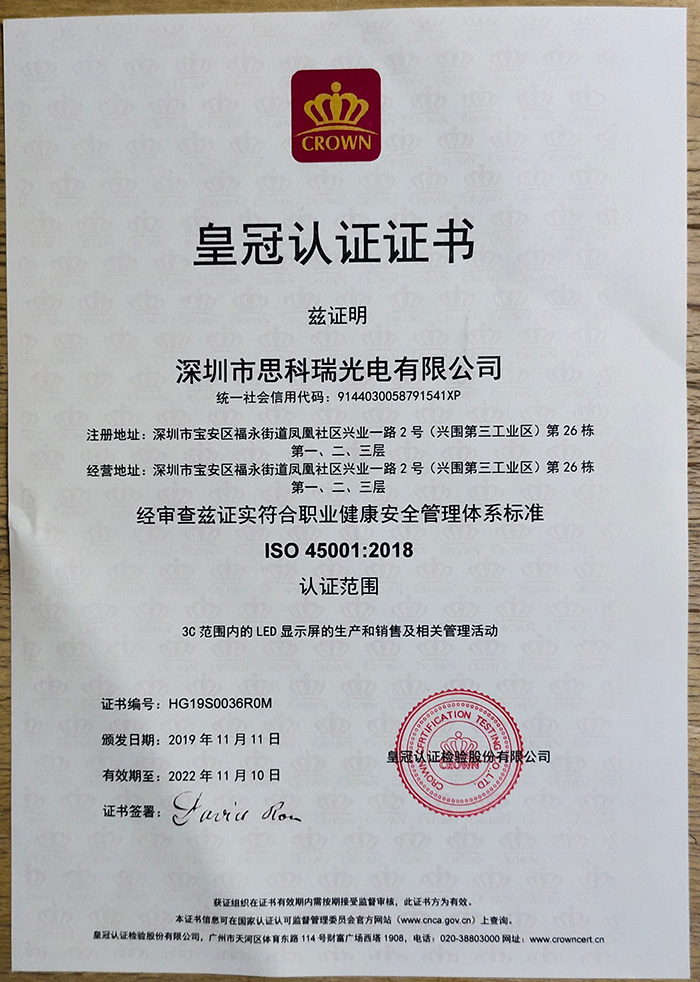 CROWN
皇冠认证证书
兹证明
深圳市思科瑞光电有限公司
统一社会信用代码：9144030058791541XP
注册地址：深圳市宝安区福永街道凤凰社区兴业一路2号（兴围第三工业区）第26栋
第一、二、三层
经营地址：深圳市宝安区福永街道凤凰社区兴业一路2号（兴围第三工业区）第26栋
第一、二、三层
经审查兹证实符合职业健康安全管理体系标准
ISO 45001:2018
认证范围
3C范围内的LED显示屏的生产和销售及相关管理活动
证书编号：HG19S0036R0M
颁发日期：2019年11月11日
有效期至：2022年11月10日
证书签署：David
CROWN CERTIFICATION TESTING CO.,LTD.
CROWN
皇冠认证检验股份有限公司
获证组织在证书有效期内需按期接受监督审核，此证书方为有效。
本证书信息可在国家认证认可监督管理委员会官方网站（www.cnca.gov.cn）上查询。
皇冠认证检验股份有限公司，广州市天河区体育东路114号财富广场西塔1908，电话：020-38803000 网址：www.crowncert.cn